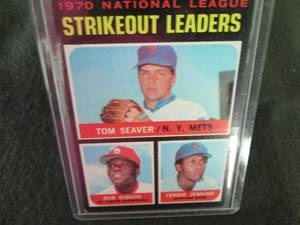 1970 NATIONAL LEAGUE
STRIKEOUT LEADERS
TOM SEAVER / N. Y. METS
BOB GIBSON
FERGIE JENKINS